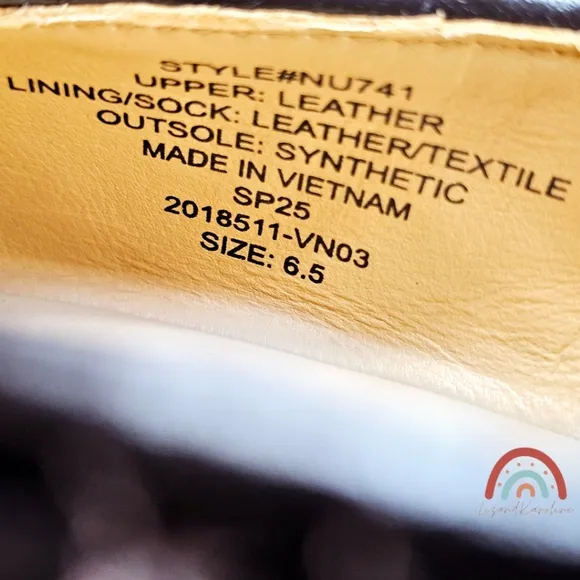 STYLE#NU741
UPPER: LEATHER
LINING/SOCK: LEATHER/TEXTILE
OUTSOLE: SYNTHETIC
MADE IN VIETNAM
SP25
2018511-VN03
SIZE: 6.5